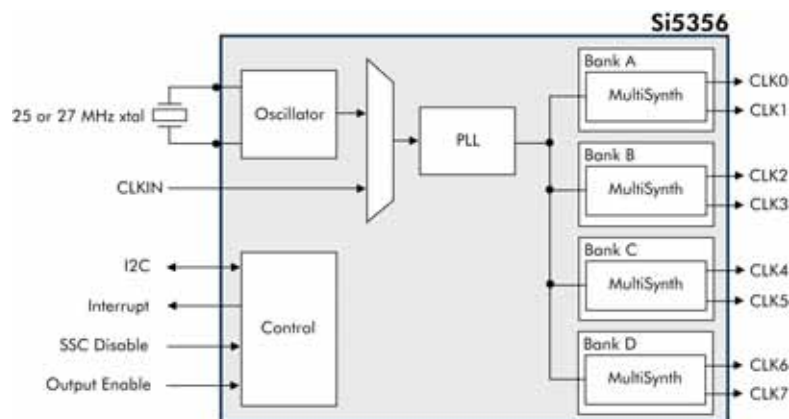 Si5356
Bank A
MultiSynth
CLK0
CLK1
25 or 27 MHz xtal
Oscillator
PLL
Bank B
MultiSynth
CLK2
CLK3
CLKIN
Bank C
MultiSynth
CLK4
CLK5
I2C
Interrupt
Control
SSC Disable
Output Enable
Bank D
MultiSynth
CLK6
CLK7